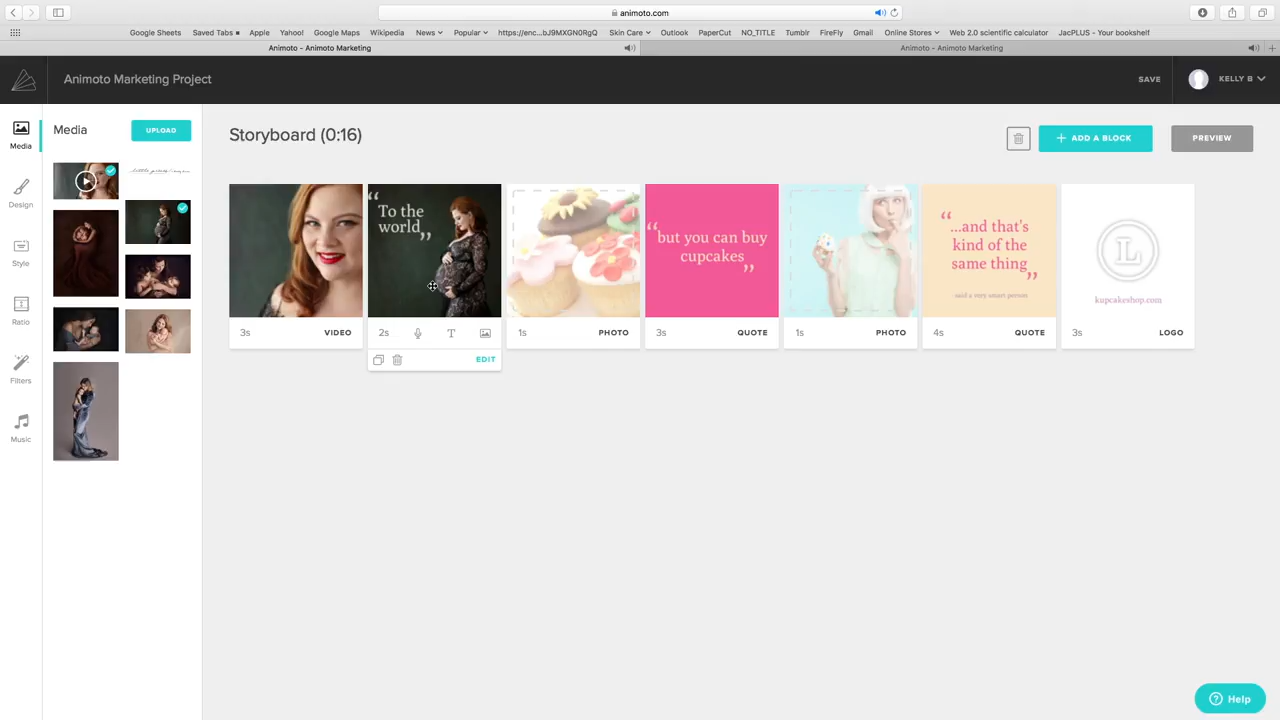 animoto.com
Google Sheets
Saved Tabs
Apple
Yahoo!
Google Maps
Wikipedia
News
Popular
https://enc...bJ9MXGN0RgQ
Skin Care
Outlook
PaperCut
NO_TITLE
Tumblr
FireFly
Gmail
Online Stores
Web 2.0 scientific calculator
JacPLUS - Your bookshelf
Animoto - Animoto Marketing
Animoto - Animoto Marketing
Animoto Marketing Project
SAVE
KELLY B
Media
Design
Style
Ratio
Filters
Music
Media
UPLOAD
Storyboard (0:16)
+ ADD A BLOCK
PREVIEW
“To the
world„
“but you can buy
cupcakes”
“...and that's
kind of the
same thing”
said a very smart person
L
kupcakeshop.com
3s VIDEO
2s T
1s PHOTO
3s QUOTE
1s PHOTO
4s QUOTE
3s LOGO
EDIT
? Help